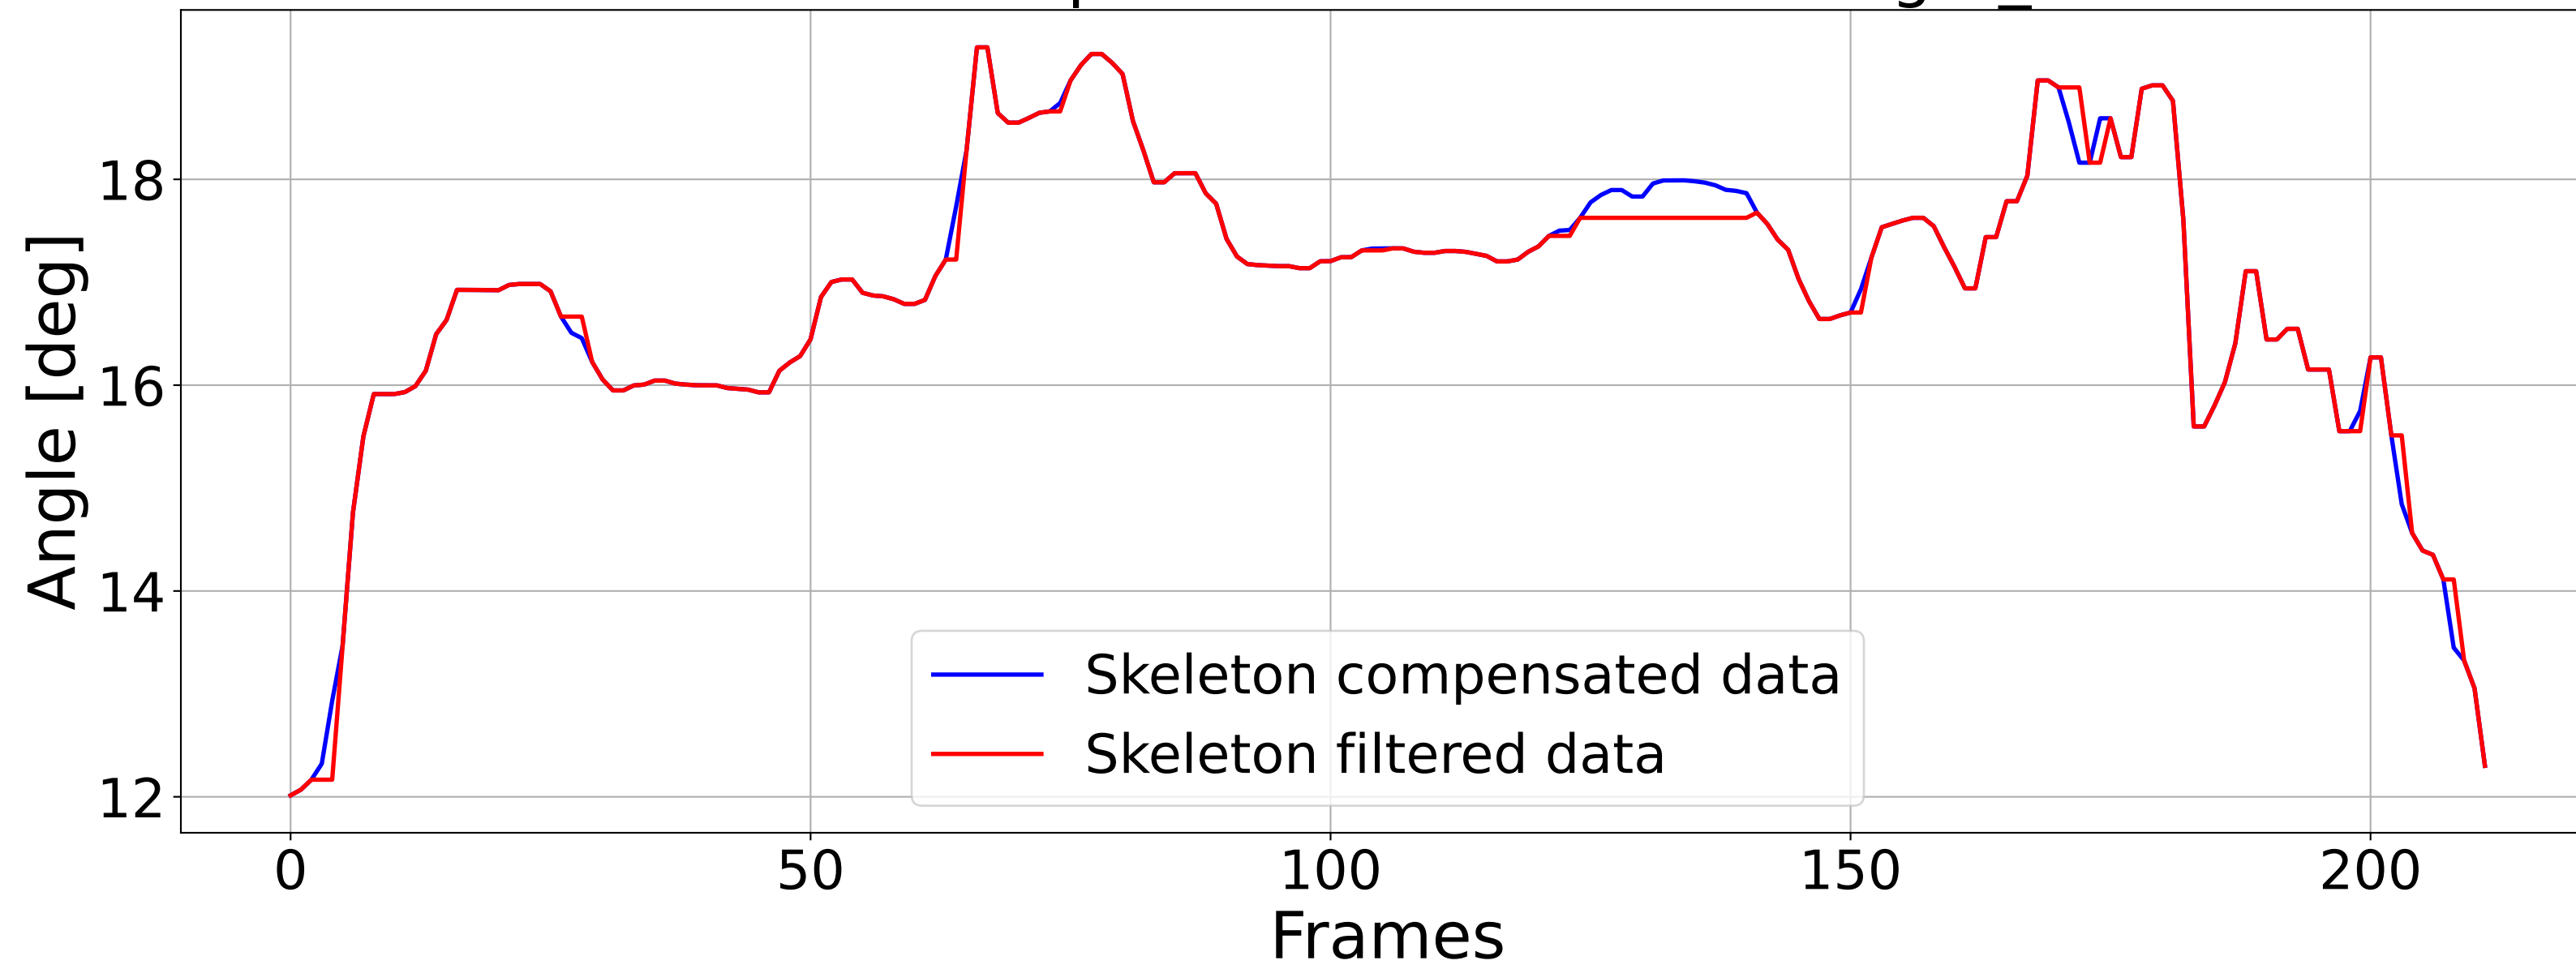 Angle [deg]
18
16
14
12
Skeleton compensated data
Skeleton filtered data
0 50 100 150 200
Frames